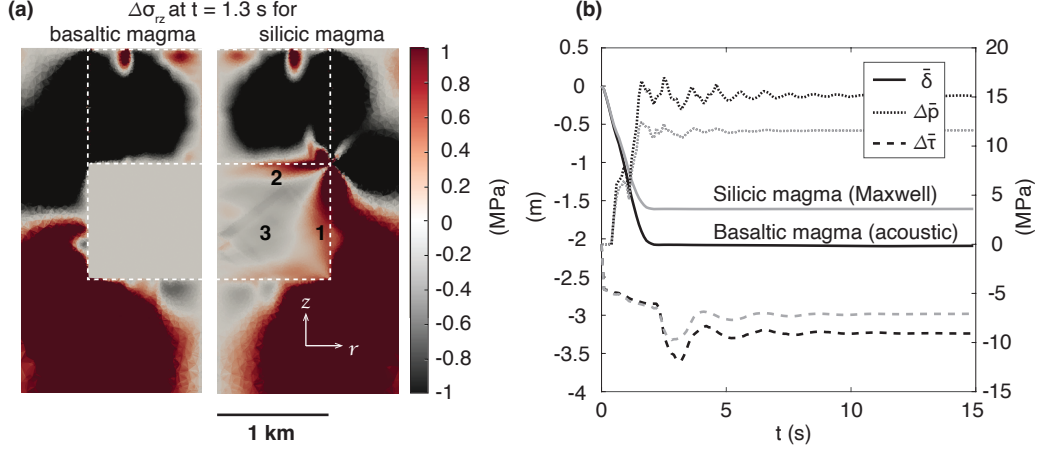 (a)
Δσrz at t = 1.3 s for
basaltic magma
silicic magma
1
0.8
0.6
0.4
0.2
0
-0.2
-0.4
-0.6
-0.8
-1
(MPa)
2
3
1
z
r
1 km
(b)
0.5
0
-0.5
-1
-1.5
-2
-2.5
-3
-3.5
-4
(m)
20
15
10
5
0
-5
-10
-15
(MPa)
δ̄
Δp̄
Δτ̄
Silicic magma (Maxwell)
Basaltic magma (acoustic)
0
5
10
15
t (s)